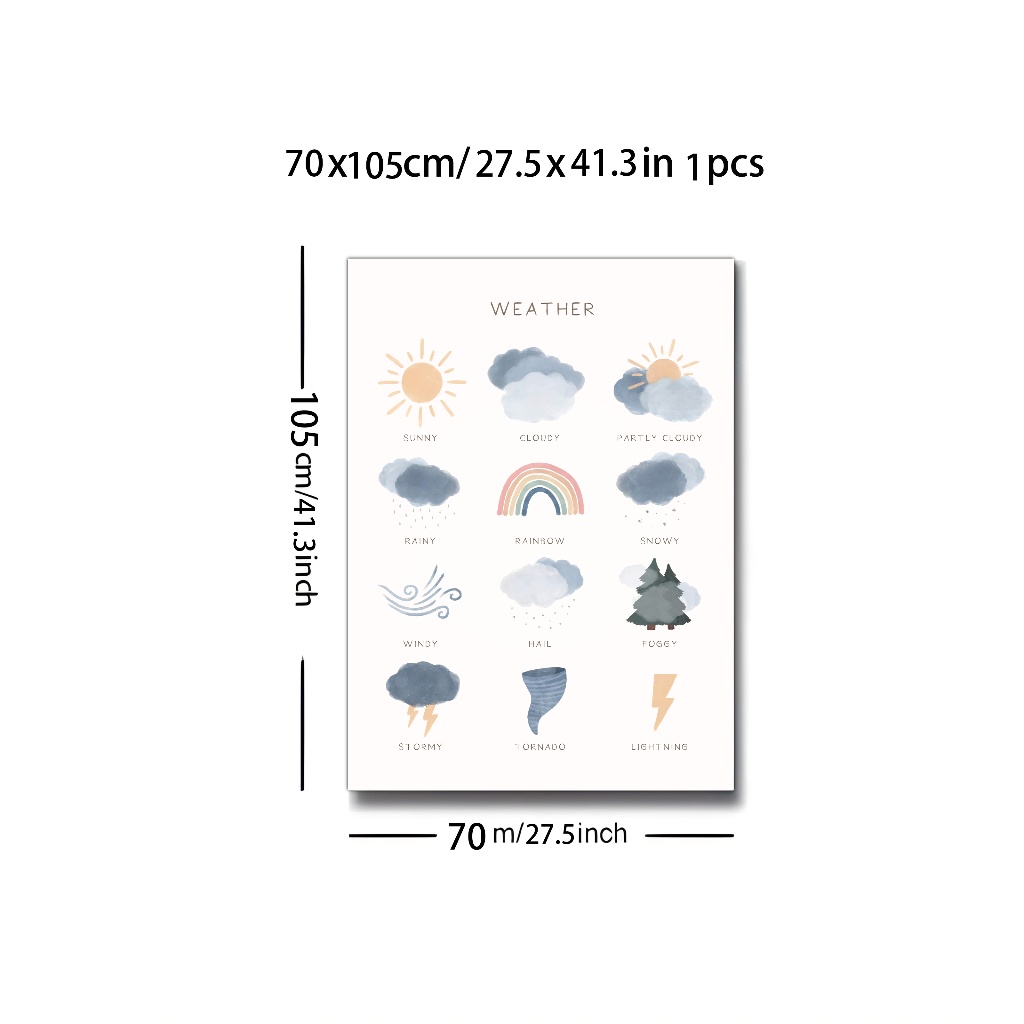 70x105cm/27.5x41.3in 1pcs
105cm/41.3inch
WEATHER
SUNNY CLOUDY PARTLY CLOUDY
RAINY RAINBOW SNOWY
WINDY HAIL FOGGY
STORMY TORNADO LIGHTNING
70 m/27.5inch